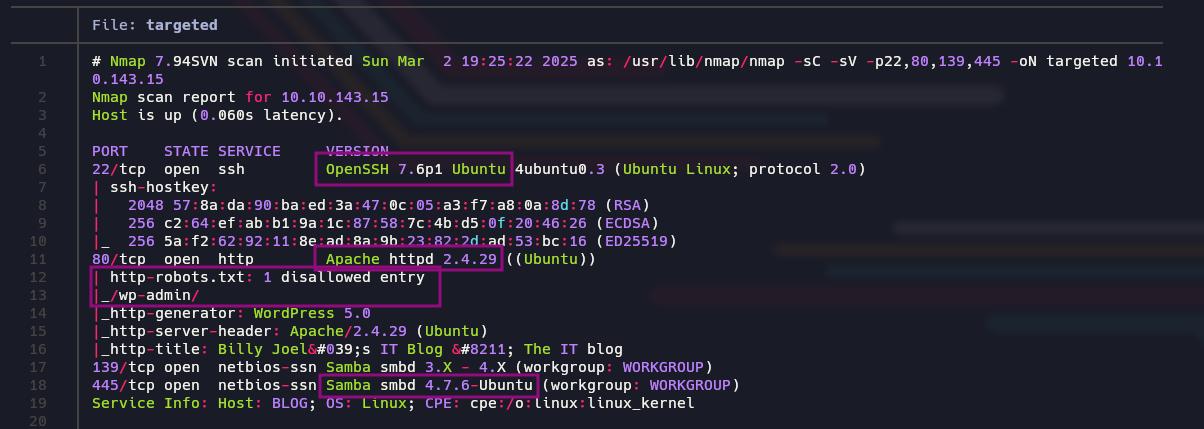 File: targeted
1 # Nmap 7.94SVN scan initiated Sun Mar  2 19:25:22 2025 as: /usr/lib/nmap/nmap -sC -sV -p22,80,139,445 -oN targeted 10.1
0.143.15
2 Nmap scan report for 10.10.143.15
3 Host is up (0.060s latency).
4
5 PORT    STATE SERVICE     VERSION
6 22/tcp  open  ssh         OpenSSH 7.6p1 Ubuntu 4ubuntu0.3 (Ubuntu Linux; protocol 2.0)
7 | ssh-hostkey:
8 |   2048 57:8a:da:90:ba:ed:3a:47:0c:05:a3:f7:a8:0a:8d:78 (RSA)
9 |   256 c2:64:ef:ab:b1:9a:1c:87:58:7c:4b:d5:0f:20:46:26 (ECDSA)
10 |_  256 5a:f2:62:92:11:8e:ad:8a:9b:23:82:2d:ad:53:bc:16 (ED25519)
11 80/tcp  open  http        Apache httpd 2.4.29 ((Ubuntu))
12 | http-robots.txt: 1 disallowed entry
13 |_/wp-admin/
14 |_http-generator: WordPress 5.0
15 |_http-server-header: Apache/2.4.29 (Ubuntu)
16 |_http-title: Billy Joel&#039;s IT Blog &#8211; The IT blog
17 139/tcp open  netbios-ssn Samba smbd 3.X - 4.X (workgroup: WORKGROUP)
18 445/tcp open  netbios-ssn Samba smbd 4.7.6-Ubuntu (workgroup: WORKGROUP)
19 Service Info: Host: BLOG; OS: Linux; CPE: cpe:/o:linux:linux_kernel
20